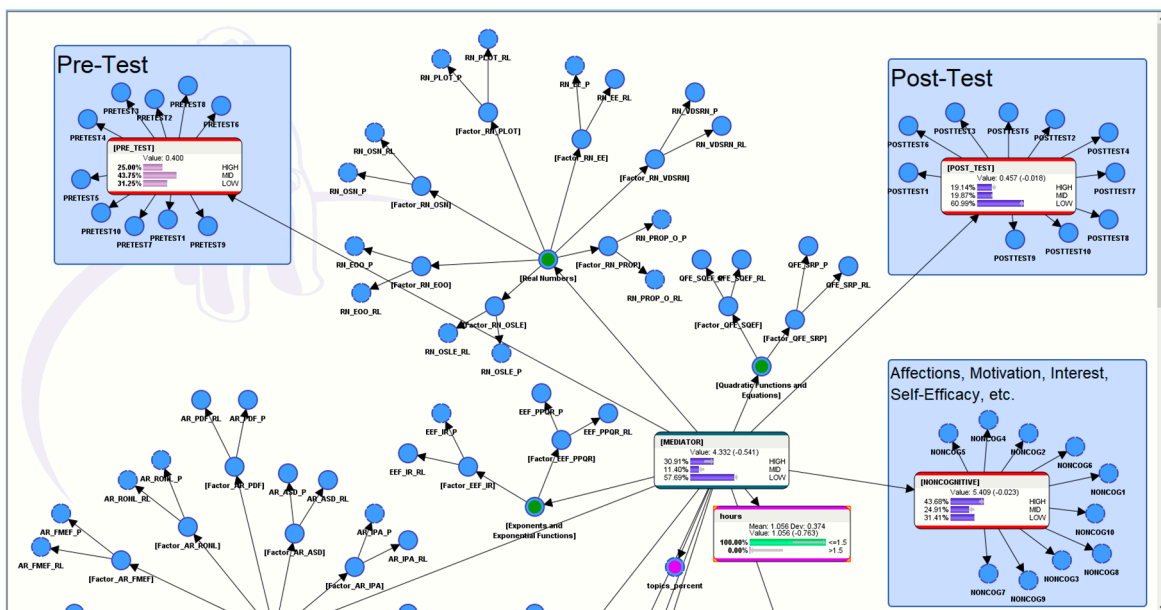 Pre-Test
PRETEST3
PRETEST8
PRETEST2
PRETEST6
PRETEST4
[PRE_TEST]
Value: 0.400
25.00% HIGH
43.75% MID
31.25% LOW
PRETEST5
PRETEST10
PRETEST7
PRETEST1
PRETEST9
RN_PLOT_RL
RN_PLOT_P
[Factor_RN_PLOT]
RN_EE_P
RN_EE_RL
[Factor_RN_EE]
RN_VDSRN_P
RN_VDSRN_RL
[Factor_RN_VDSRN]
RN_OSN_RL
RN_OSN_P
[Factor_RN_OSN]
RN_EOO_P
[Factor_RN_EOO]
RN_EOO_RL
[Real Numbers]
RN_PROP_O_P
[Factor_RN_PROP]
RN_PROP_O_RL
[Factor_RN_OSLE]
RN_OSLE_RL
RN_OSLE_P
QFE_SQEF_P
QFE_SQEF_RL
[Factor_QFE_SQEF]
QFE_SRP_P
QFE_SRP_RL
[Factor_QFE_SRP]
[Quadratic Functions and
Equations]
Post-Test
POSTTEST3
POSTTEST5
POSTTEST2
POSTTEST6
POSTTEST4
[POST_TEST]
Value: 0.457 (-0.018)
19.14% HIGH
19.87% MID
60.99% LOW
POSTTEST1
POSTTEST7
POSTTEST8
POSTTEST9
POSTTEST10
Affections, Motivation, Interest,
Self-Efficacy, etc.
NONCOG4
NONCOG5
NONCOG2
NONCOG6
NONCOG1
[NONCOGNITIVE]
Value: 5.409 (-0.023)
43.68% HIGH
24.91% MID
31.41% LOW
NONCOG10
NONCOG8
NONCOG3
NONCOG7
NONCOG9
AR_PDF_RL
AR_PDF_P
[Factor_AR_PDF]
AR_ROINL_P
AR_ROINL_RL
[Factor_AR_ROINL]
AR_ASD_P
AR_ASD_RL
[Factor_AR_ASD]
AR_FMEF_P
AR_FMEF_RL
[Factor_AR_FMEF]
AR_IPA_P
AR_IPA_RL
[Factor_AR_IPA]
EEF_PPQR_P
EEF_PPQR_RL
[Factor_EEF_PPQR]
EEF_IR_P
EEF_IR_RL
[Factor_EEF_IR]
[Exponents and
Exponential Functions]
[MEDIATOR]
Value: 4.332 (-0.541)
30.91% HIGH
11.40% MID
57.69% LOW
hours
Mean: 1.056 Dev: 0.374
Value: 1.056 (-0.763)
100.00% <=1.5
0.00% >1.5
topics_percent